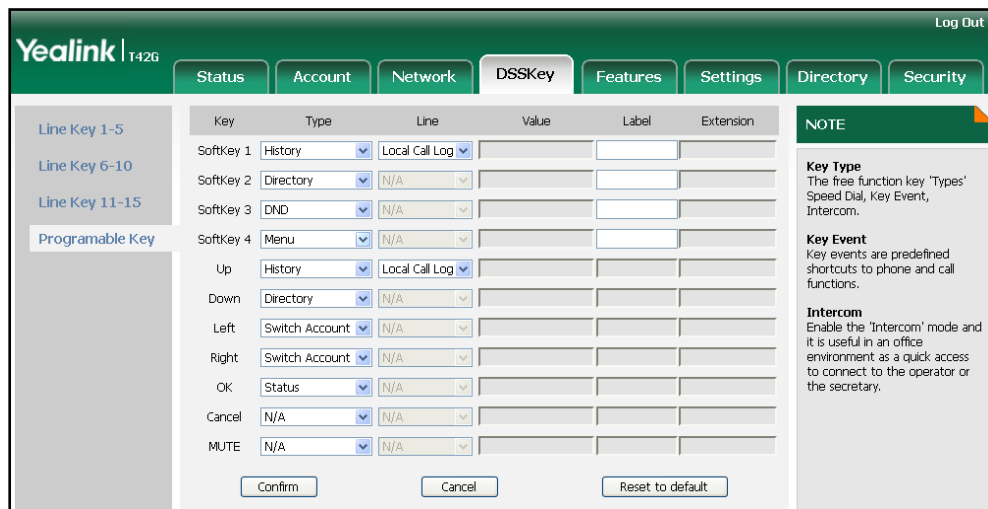 Log Out
Yealink T42G
Status Account Network DSSKey Features Settings Directory Security
Line Key 1-5
Line Key 6-10
Line Key 11-15
Programable Key
Key Type Line Value Label Extension
SoftKey 1 History Local Call Log
SoftKey 2 Directory N/A
SoftKey 3 DND N/A
SoftKey 4 Menu N/A
Up History Local Call Log
Down Directory N/A
Left Switch Account N/A
Right Switch Account N/A
OK Status N/A
Cancel N/A N/A
MUTE N/A N/A
Confirm Cancel Reset to default
NOTE
Key Type
The free function key 'Types'
Speed Dial, Key Event,
Intercom.
Key Event
Key events are predefined
shortcuts to phone and call
functions.
Intercom
Enable the 'Intercom' mode and
it is useful in an office
environment as a quick access
to connect to the operator or
the secretary.